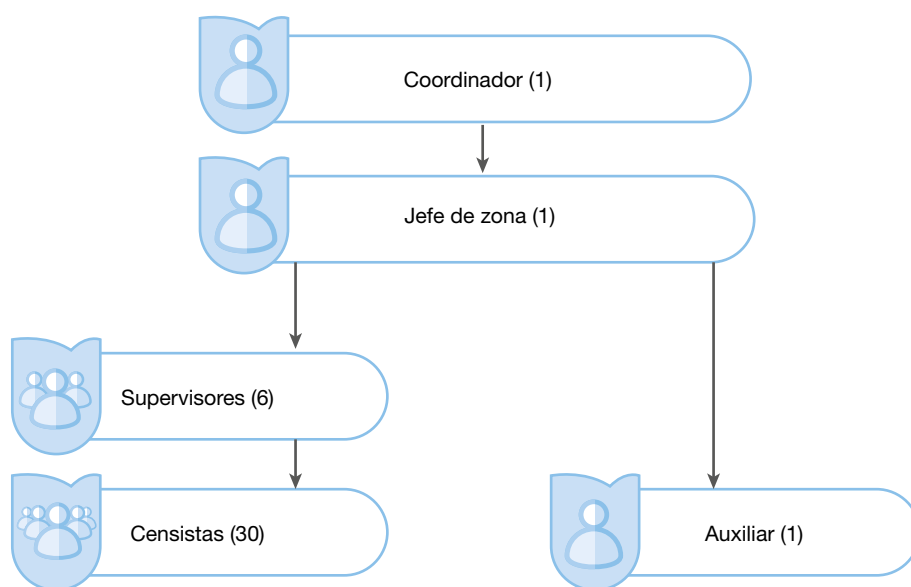 Coordinador (1)
Jefe de zona (1)
Supervisores (6)
Censistas (30)
Auxiliar (1)